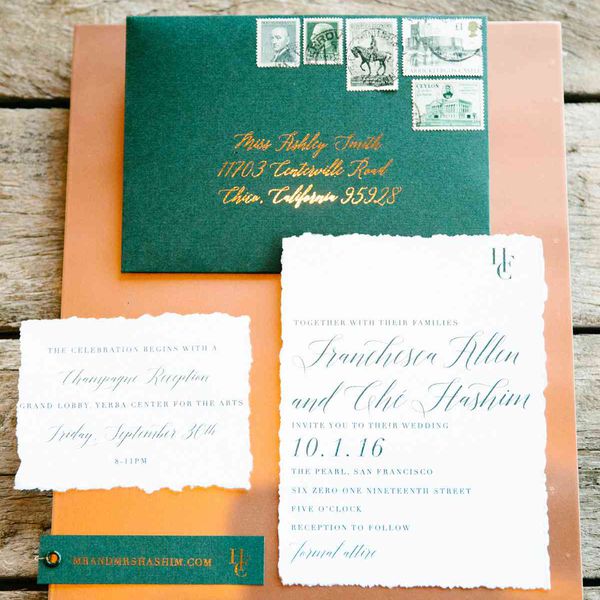 CEYLON
Miss Ashley Smith
11703 Centerville Road
Chico, California 95928
TOGETHER WITH THEIR FAMILIES
Franchesca Allen
and Ché Hashim
INVITE YOU TO THEIR WEDDING
10.1.16
THE PEARL, SAN FRANCISCO
SIX ZERO ONE NINETEENTH STREET
FIVE O'CLOCK
RECEPTION TO FOLLOW
formal attire
THE CELEBRATION BEGINS WITH A
Champagne Reception
GRAND LOBBY, YERBA CENTER FOR THE ARTS
Friday, September 30th
8-11PM
MRANDMRSHASHIM.COM